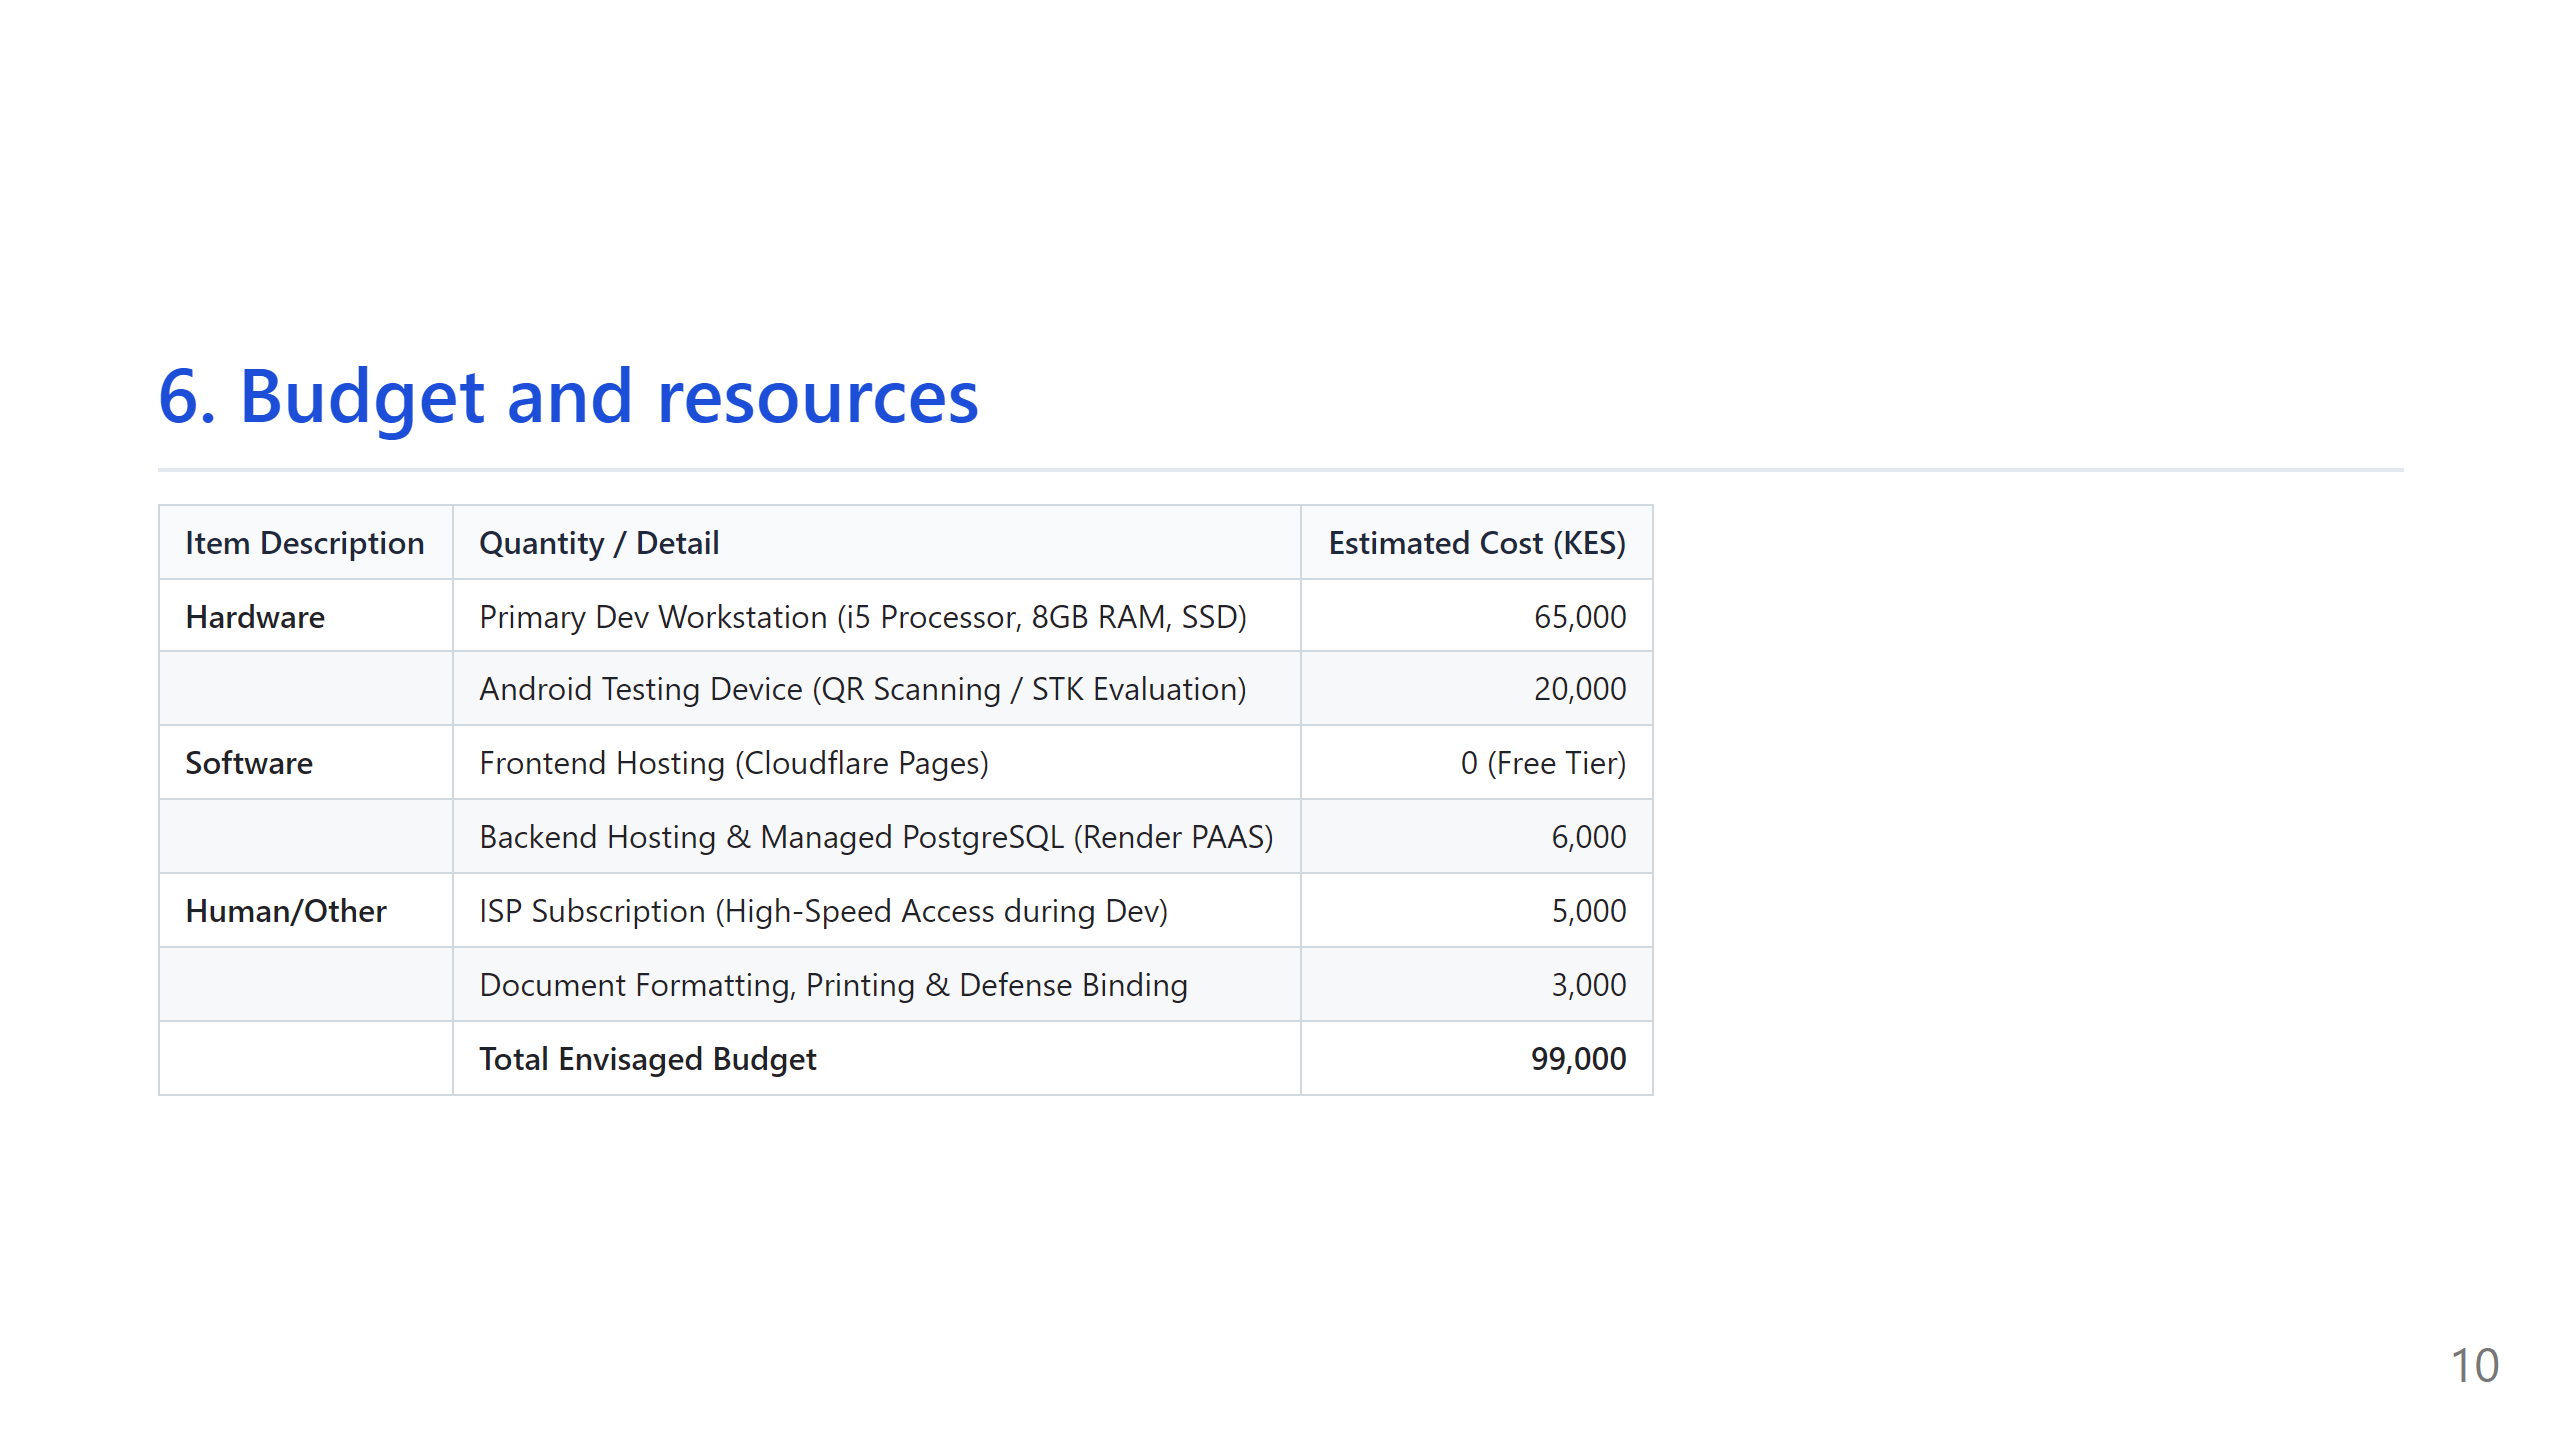 6. Budget and resources
Item Description Quantity / Detail Estimated Cost (KES)
Hardware Primary Dev Workstation (i5 Processor, 8GB RAM, SSD) 65,000
Android Testing Device (QR Scanning / STK Evaluation) 20,000
Software Frontend Hosting (Cloudflare Pages) 0 (Free Tier)
Backend Hosting & Managed PostgreSQL (Render PAAS) 6,000
Human/Other ISP Subscription (High-Speed Access during Dev) 5,000
Document Formatting, Printing & Defense Binding 3,000
Total Envisaged Budget 99,000
10